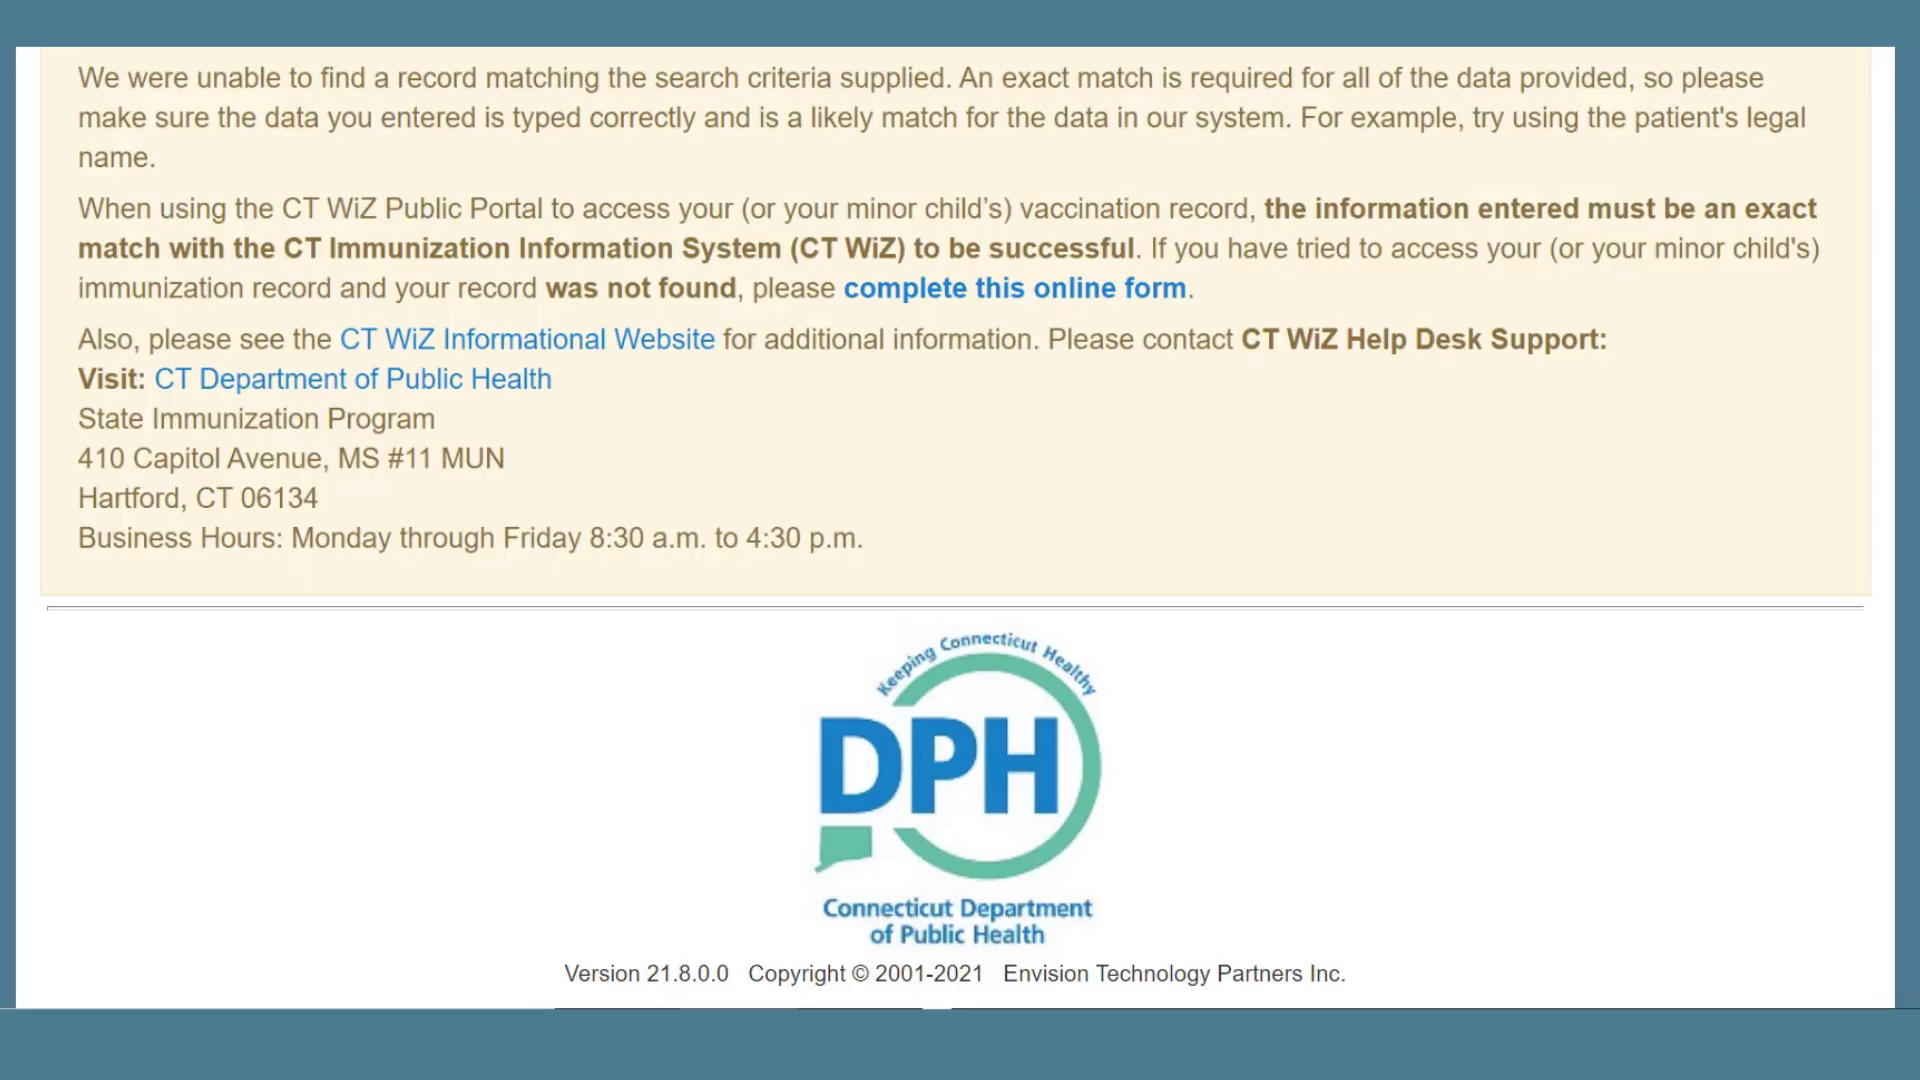 We were unable to find a record matching the search criteria supplied. An exact match is required for all of the data provided, so please
make sure the data you entered is typed correctly and is a likely match for the data in our system. For example, try using the patient's legal
name.
When using the CT WiZ Public Portal to access your (or your minor child’s) vaccination record, the information entered must be an exact
match with the CT Immunization Information System (CT WiZ) to be successful. If you have tried to access your (or your minor child's)
immunization record and your record was not found, please complete this online form.
Also, please see the CT WiZ Informational Website for additional information. Please contact CT WiZ Help Desk Support:
Visit: CT Department of Public Health
State Immunization Program
410 Capitol Avenue, MS #11 MUN
Hartford, CT 06134
Business Hours: Monday through Friday 8:30 a.m. to 4:30 p.m.
Keeping Connecticut Healthy
DPH
Connecticut Department
of Public Health
Version 21.8.0.0 Copyright © 2001-2021 Envision Technology Partners Inc.